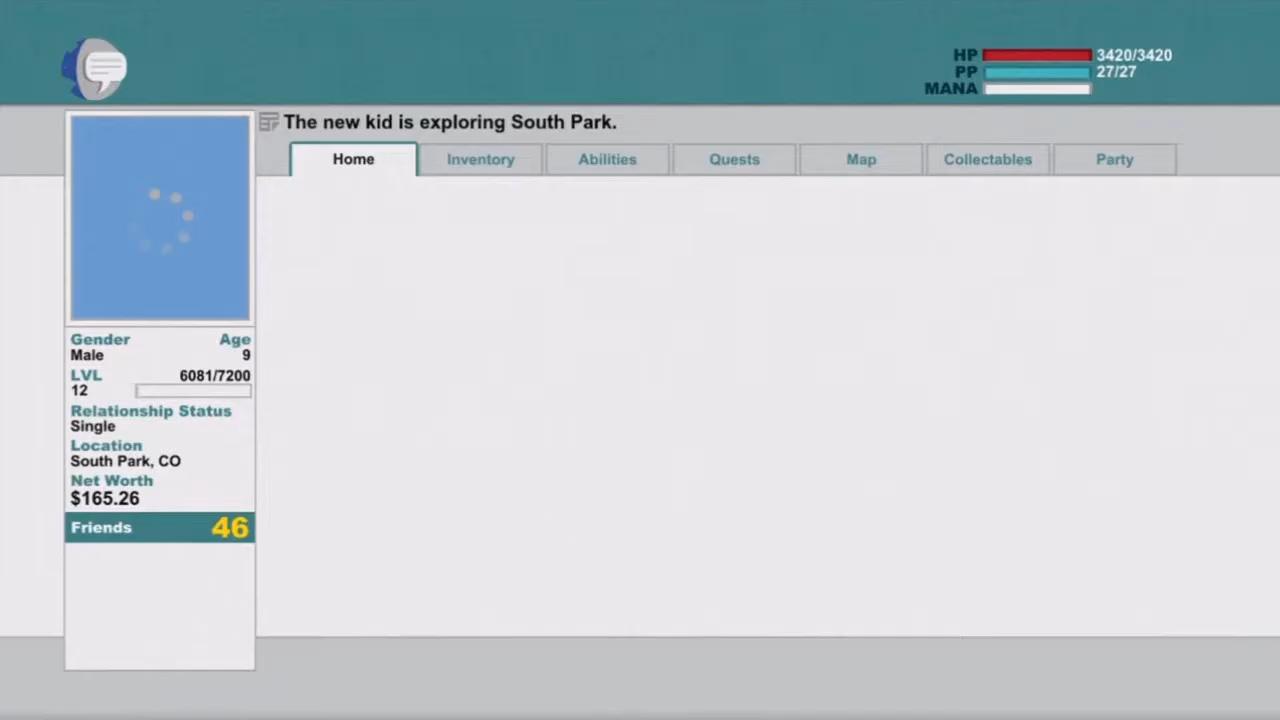 HP 3420/3420
PP 27/27
MANA
The new kid is exploring South Park.
Home Inventory Abilities Quests Map Collectables Party
Gender Age
Male 9
LVL 6081/7200
12
Relationship Status
Single
Location
South Park, CO
Net Worth
$165.26
Friends 46